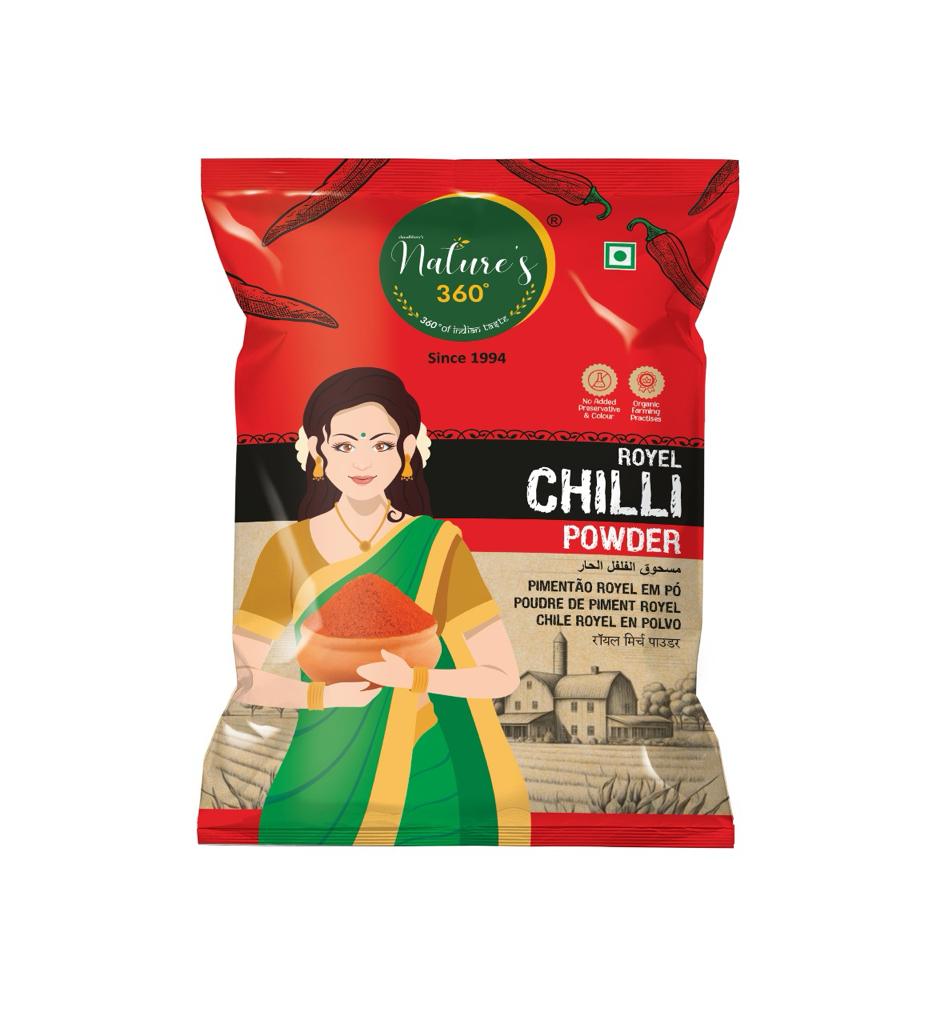 Chaudhary's
Nature's
360°
360° of indian taste
®
Since 1994
No Added
Preservative
& Colour
Organic
Farming
Practises
ROYEL
CHILLI
POWDER
مسحوق الفلفل الحار
PIMENTÃO ROYEL EM PÓ
POUDRE DE PIMENT ROYEL
CHILE ROYEL EN POLVO
रॉयल मिर्च पाउडर